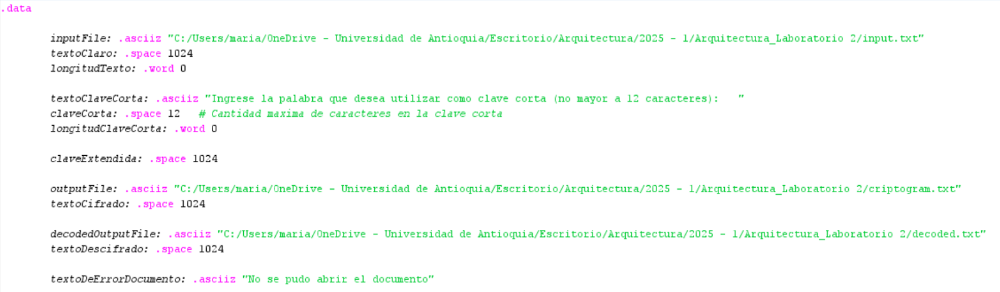 .data
inputFile: .asciiz "C:/Users/maria/OneDrive - Universidad de Antioquia/Escritorio/Arquitectura/2025 - 1/Arquitectura_Laboratorio 2/input.txt"
textoClaro: .space 1024
longitudTexto: .word 0
textoClaveCorta: .asciiz "Ingrese la palabra que desea utilizar como clave corta (no mayor a 12 caracteres):   "
claveCorta: .space 12   # Cantidad maxima de caracteres en la clave corta
longitudClaveCorta: .word 0
claveExtendida: .space 1024
outputFile: .asciiz "C:/Users/maria/OneDrive - Universidad de Antioquia/Escritorio/Arquitectura/2025 - 1/Arquitectura_Laboratorio 2/criptogram.txt"
textoCifrado: .space 1024
decodedOutputFile: .asciiz "C:/Users/maria/OneDrive - Universidad de Antioquia/Escritorio/Arquitectura/2025 - 1/Arquitectura_Laboratorio 2/decoded.txt"
textoDescifrado: .space 1024
textoDeErrorDocumento: .asciiz "No se pudo abrir el documento"